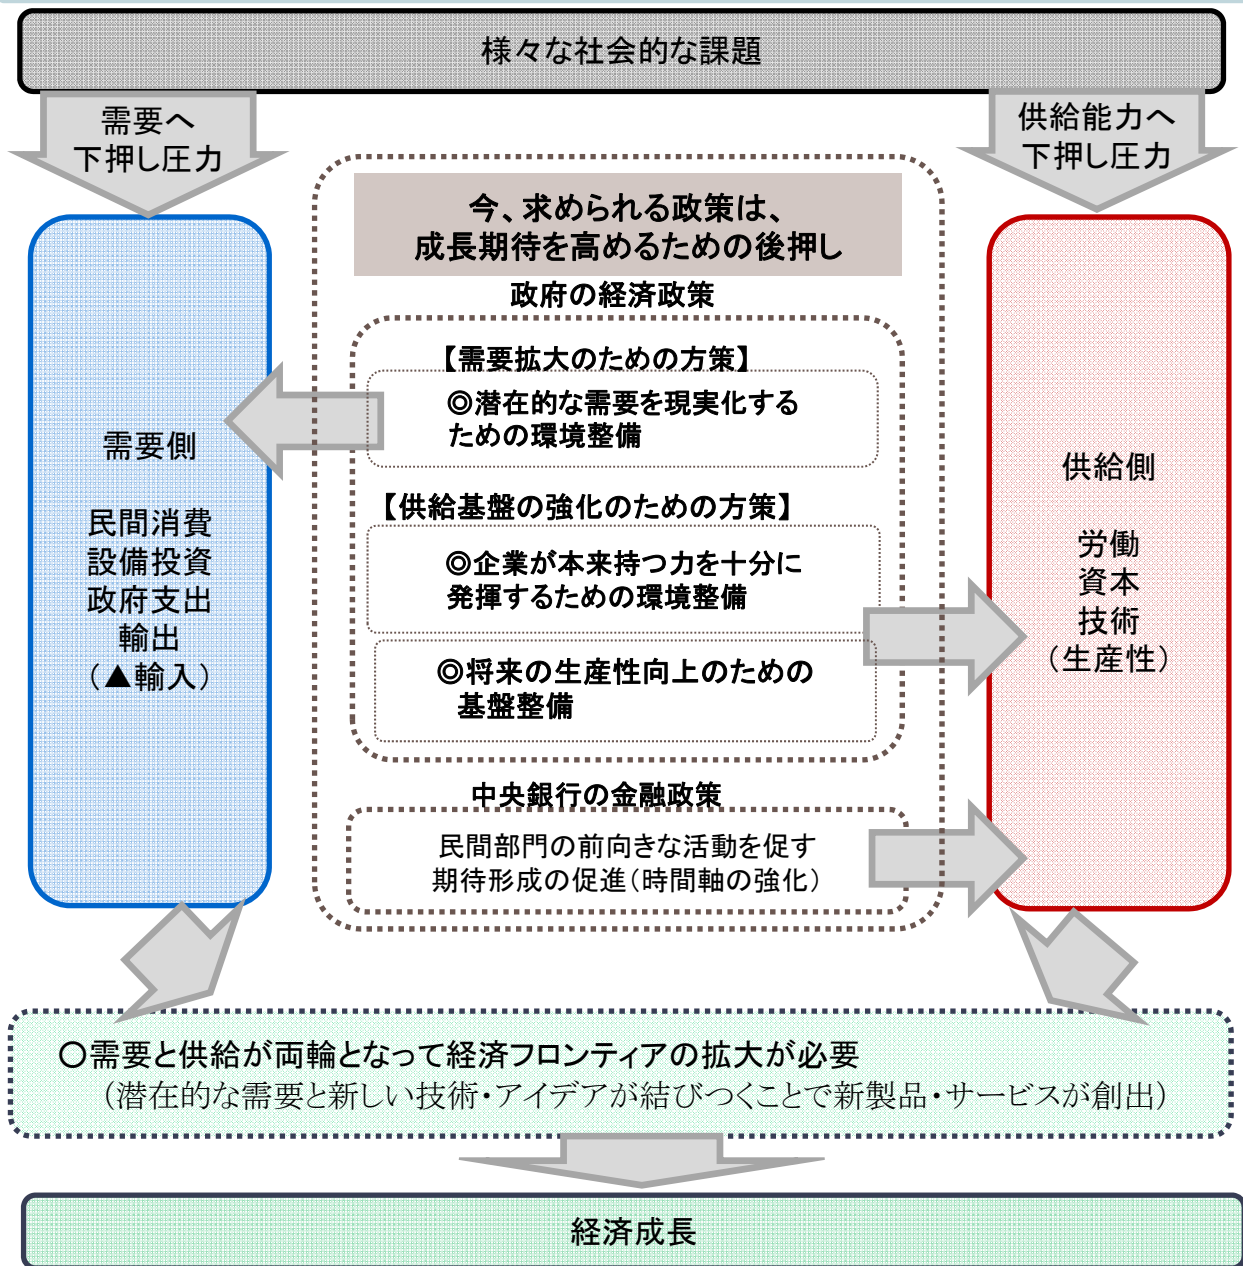 様々な社会的な課題
需要へ
下押し圧力
供給能力へ
下押し圧力
今、求められる政策は、
成長期待を高めるための後押し
政府の経済政策
【需要拡大のための方策】
◎潜在的な需要を現実化する
ための環境整備
【供給基盤の強化のための方策】
◎企業が本来持つ力を十分に
発揮するための環境整備
◎将来の生産性向上のための
基盤整備
中央銀行の金融政策
民間部門の前向きな活動を促す
期待形成の促進(時間軸の強化)
需要側
民間消費
設備投資
政府支出
輸出
(▲輸入)
供給側
労働
資本
技術
(生産性)
○需要と供給が両輪となって経済フロンティアの拡大が必要
(潜在的な需要と新しい技術・アイデアが結びつくことで新製品・サービスが創出)
経済成長